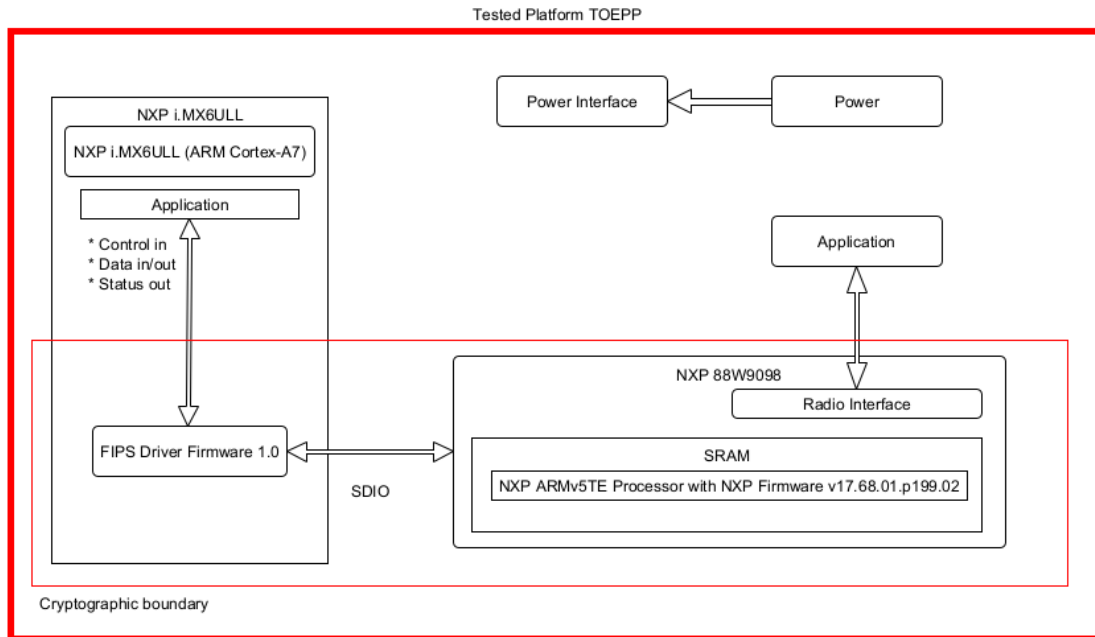 Tested Platform TOEPP
NXP i.MX6ULL
NXP i.MX6ULL (ARM Cortex-A7)
Application
* Control in
* Data in/out
* Status out
Power Interface
Power
Application
NXP 88W9098
Radio Interface
FIPS Driver Firmware 1.0
SDIO
SRAM
NXP ARMv5TE Processor with NXP Firmware v17.68.01.p199.02
Cryptographic boundary